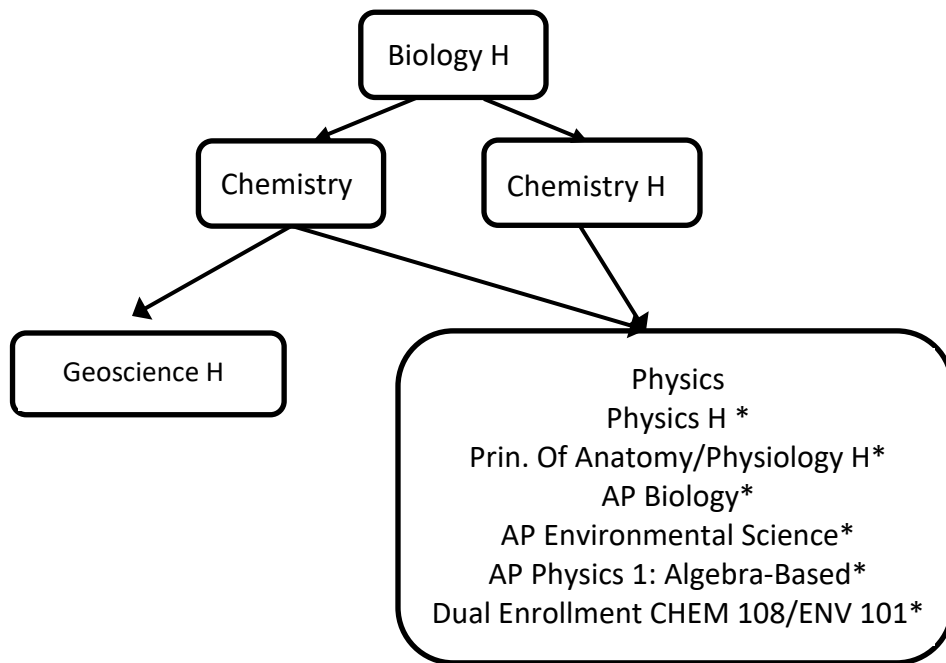 Biology H
Chemistry
Chemistry H
Geoscience H
Physics
Physics H *
Prin. Of Anatomy/Physiology H*
AP Biology*
AP Environmental Science*
AP Physics 1: Algebra-Based*
Dual Enrollment CHEM 108/ENV 101*